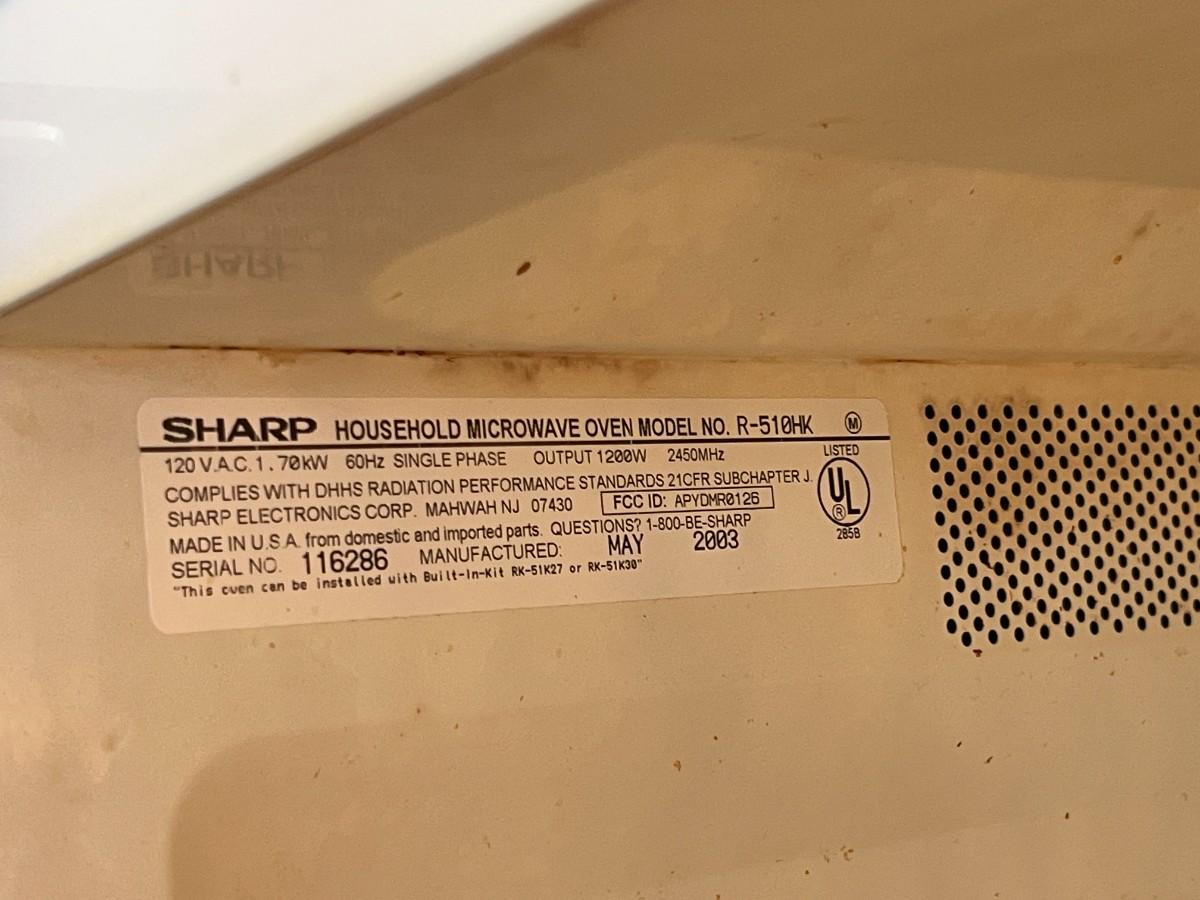 SHARP HOUSEHOLD MICROWAVE OVEN MODEL NO. R-510HK M
120 V.A.C. 1.70kW 60Hz SINGLE PHASE OUTPUT 1200W 2450MHz
COMPLIES WITH DHHS RADIATION PERFORMANCE STANDARDS 21CFR SUBCHAPTER J.
SHARP ELECTRONICS CORP. MAHWAH NJ 07430 FCC ID: APYDMR0126
MADE IN U.S.A. from domestic and imported parts. QUESTIONS? 1-800-BE-SHARP
SERIAL NO. 116286 MANUFACTURED: MAY 2003
"This oven can be installed with Built-In-Kit RK-51K27 or RK-51K30"
LISTED
UL ®
285B